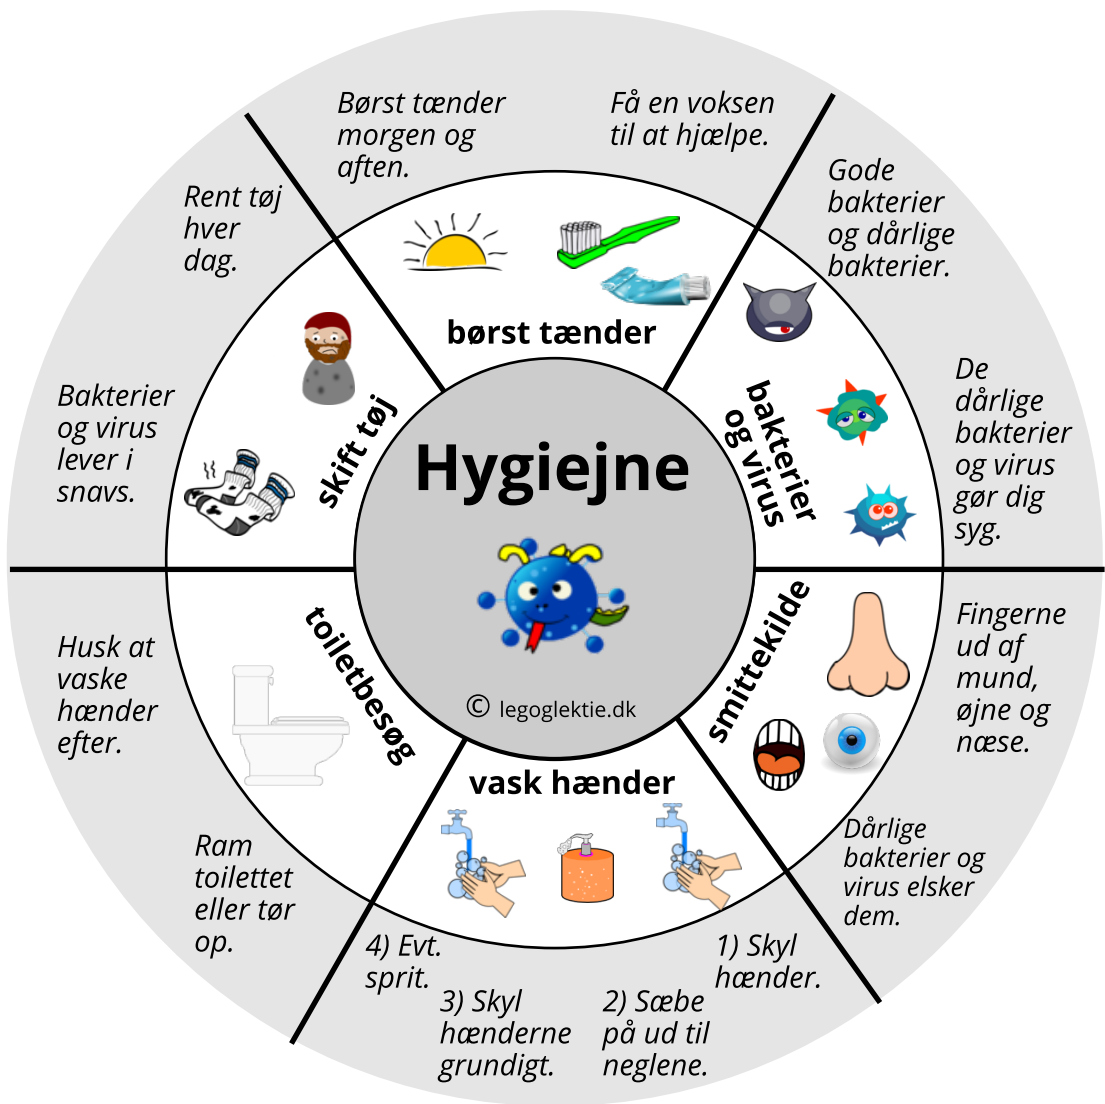 Hygiejne
© legoglektie.dk
Børst tænder
morgen og
aften.
Få en voksen
til at hjælpe.
børst tænder
Gode
bakterier
og dårlige
bakterier.
De
dårlige
bakterier
og virus
gør dig
syg.
bakterier
og virus
Fingerne
ud af
mund,
øjne og
næse.
Dårlige
bakterier og
virus elsker
dem.
smittekilde
vask hænder
1) Skyl
hænder.
2) Sæbe
på ud til
neglene.
3) Skyl
hænderne
grundigt.
4) Evt.
sprit.
toiletbesøg
Ram
toilettet
eller tør
op.
Husk at
vaske
hænder
efter.
skift tøj
Bakterier
og virus
lever i
snavs.
Rent tøj
hver
dag.